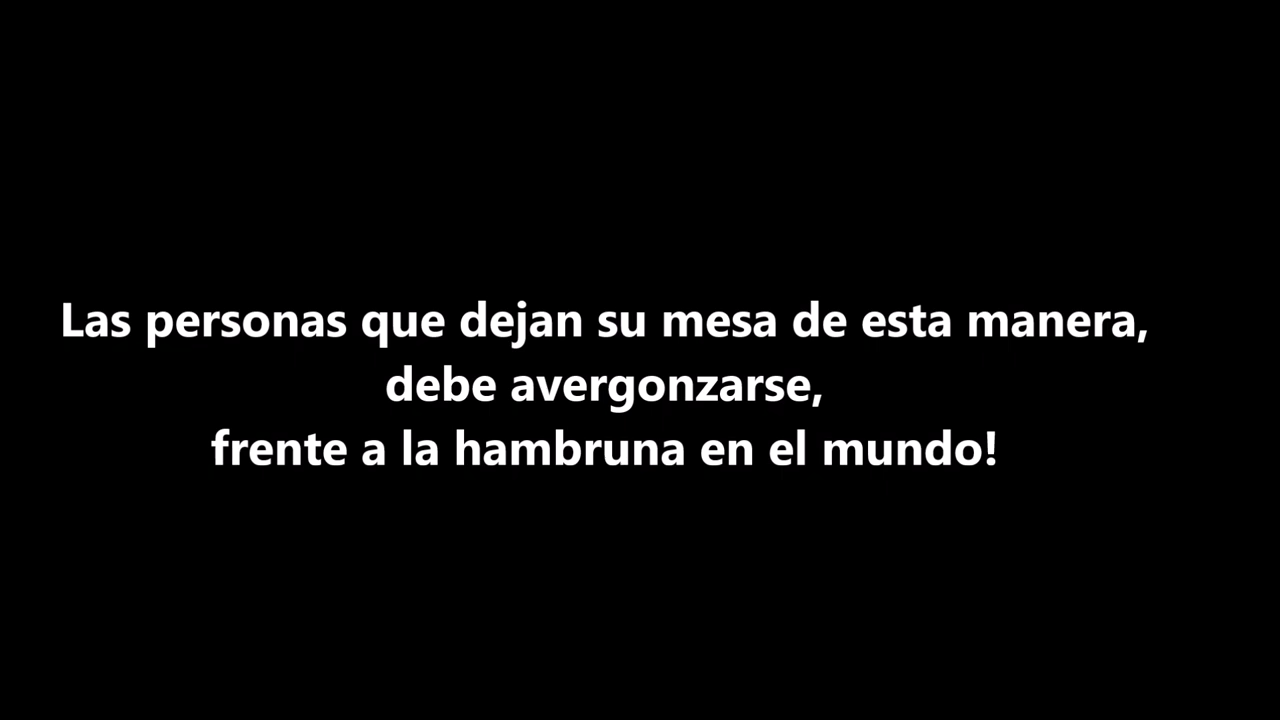 Las personas que dejan su mesa de esta manera,
debe avergonzarse,
frente a la hambruna en el mundo!